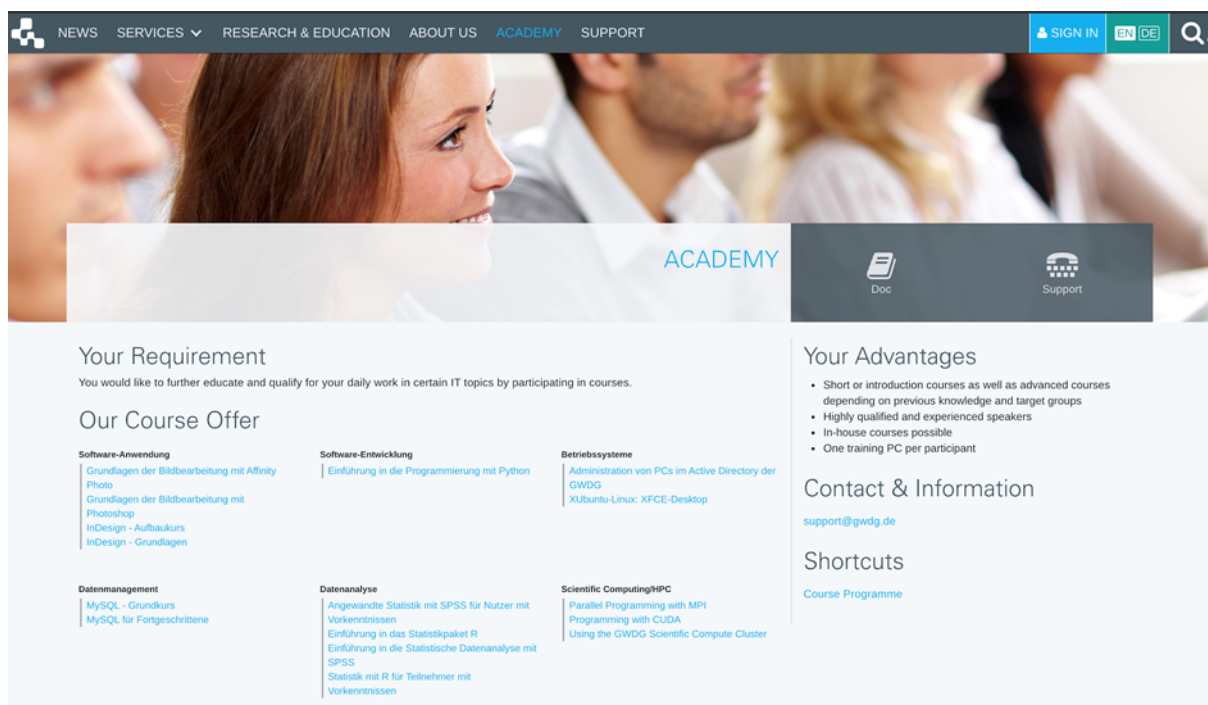 NEWS SERVICES RESEARCH & EDUCATION ABOUT US ACADEMY SUPPORT SIGN IN EN DE
ACADEMY
Doc
Support
Your Requirement
You would like to further educate and qualify for your daily work in certain IT topics by participating in courses.
Our Course Offer
Software-Anwendung
Grundlagen der Bildbearbeitung mit Affinity
Photo
Grundlagen der Bildbearbeitung mit
Photoshop
InDesign - Aufbaukurs
InDesign - Grundlagen
Software-Entwicklung
Einführung in die Programmierung mit Python
Betriebssysteme
Administration von PCs im Active Directory der
GWDG
XUbuntu-Linux: XFCE-Desktop
Datenmanagement
MySQL - Grundkurs
MySQL für Fortgeschrittene
Datenanalyse
Angewandte Statistik mit SPSS für Nutzer mit
Vorkenntnissen
Einführung in das Statistikpaket R
Einführung in die Statistische Datenanalyse mit
SPSS
Statistik mit R für Teilnehmer mit
Vorkenntnissen
Scientific Computing/HPC
Parallel Programming with MPI
Programming with CUDA
Using the GWDG Scientific Compute Cluster
Your Advantages
Short or introduction courses as well as advanced courses
depending on previous knowledge and target groups
Highly qualified and experienced speakers
In-house courses possible
One training PC per participant
Contact & Information
support@gwdg.de
Shortcuts
Course Programme